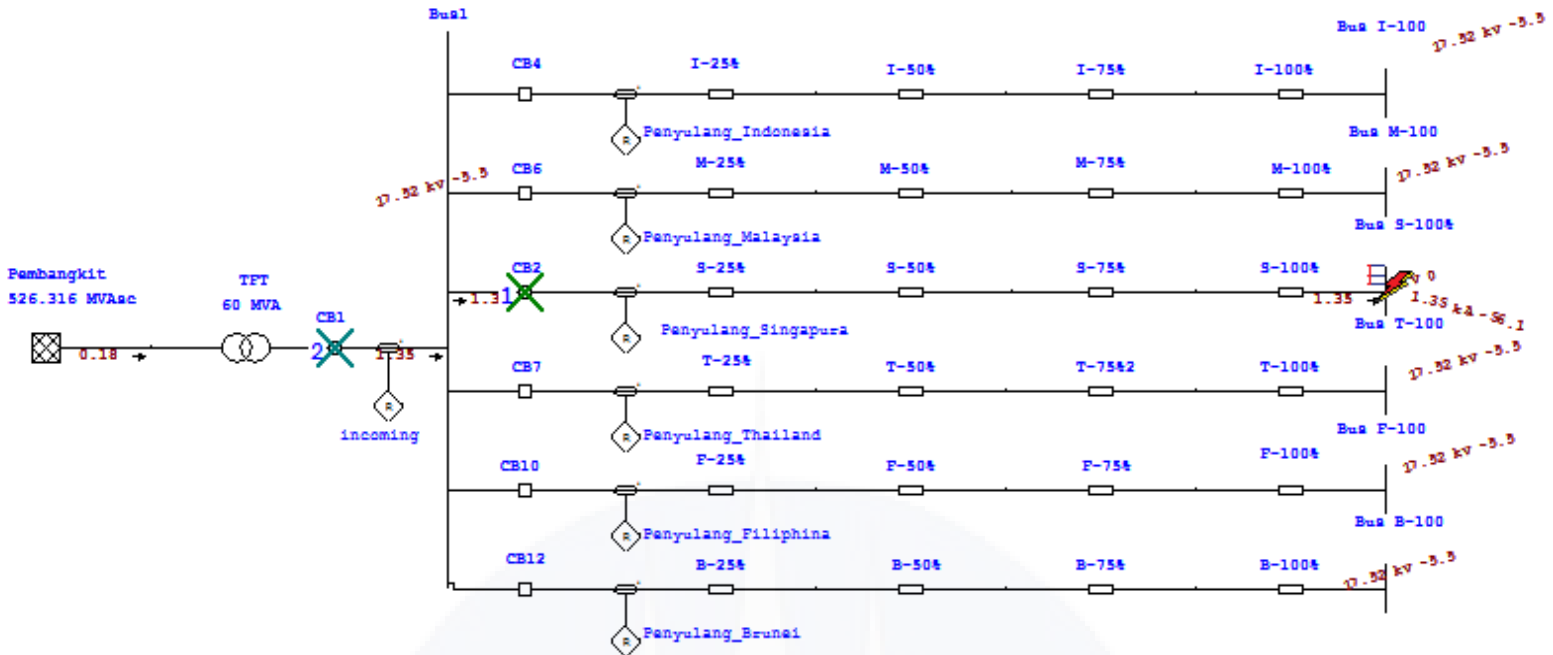 Bus1
Bus I-100
17.52 kv -5.5
CB4
I-25%
I-50%
I-75%
I-100%
Penyulang_Indonesia
R
Bus M-100
17.52 kv -5.5
CB6
M-25%
M-50%
M-75%
M-100%
17.52 kv -5.5
Penyulang_Malaysia
R
Bus S-100%
Pembangkit
526.316 MVAsc
TFT
60 MVA
CB1
CB2
S-25%
S-50%
S-75%
S-100%
1.3
1
1.35
v 0
1.35 kA -56.1
Penyulang_Singapura
R
Bus T-100
0.18
2
1.35
17.52 kv -5.5
R
incoming
CB7
T-25%
T-50%
T-75%2
T-100%
Penyulang_Thailand
R
Bus F-100
17.52 kv -5.5
CB10
F-25%
F-50%
F-75%
F-100%
Penyulang_Filiphina
R
Bus B-100
CB12
B-25%
B-50%
B-75%
B-100%
17.52 kv -5.5
Penyulang_Brunei
R